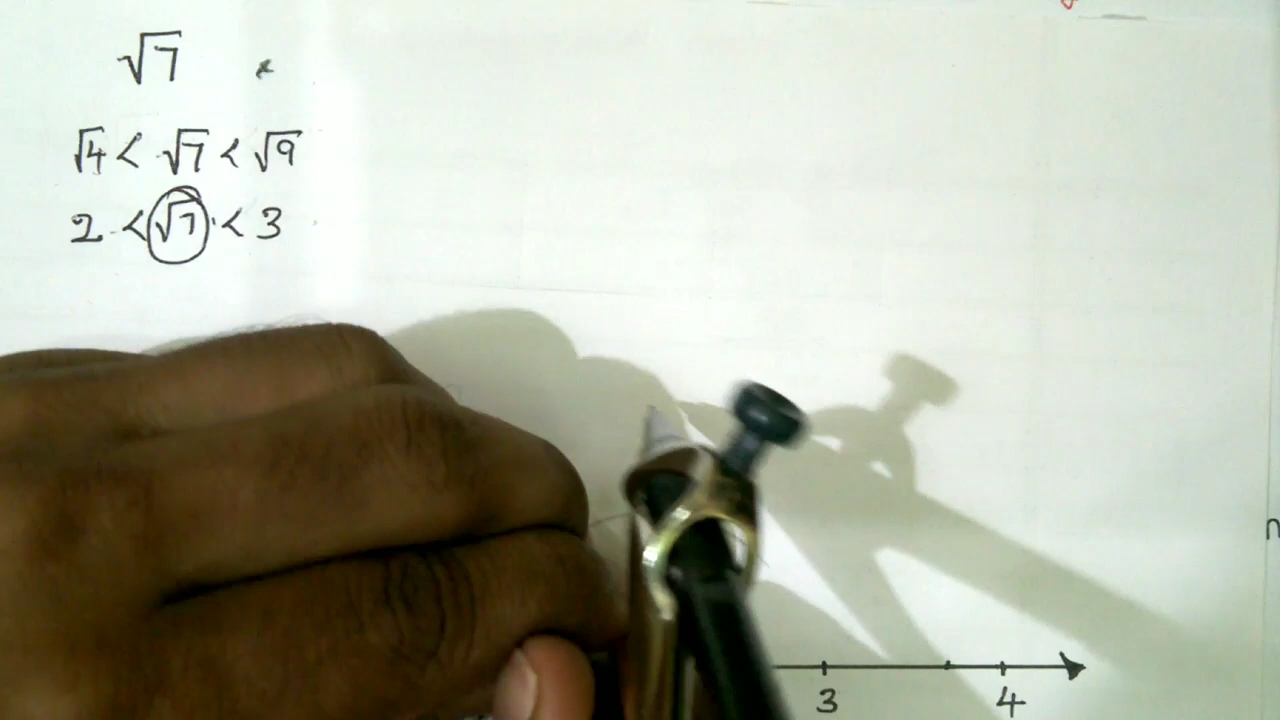 √7
√4 < √7 < √9
2 < √7 < 3
3 4